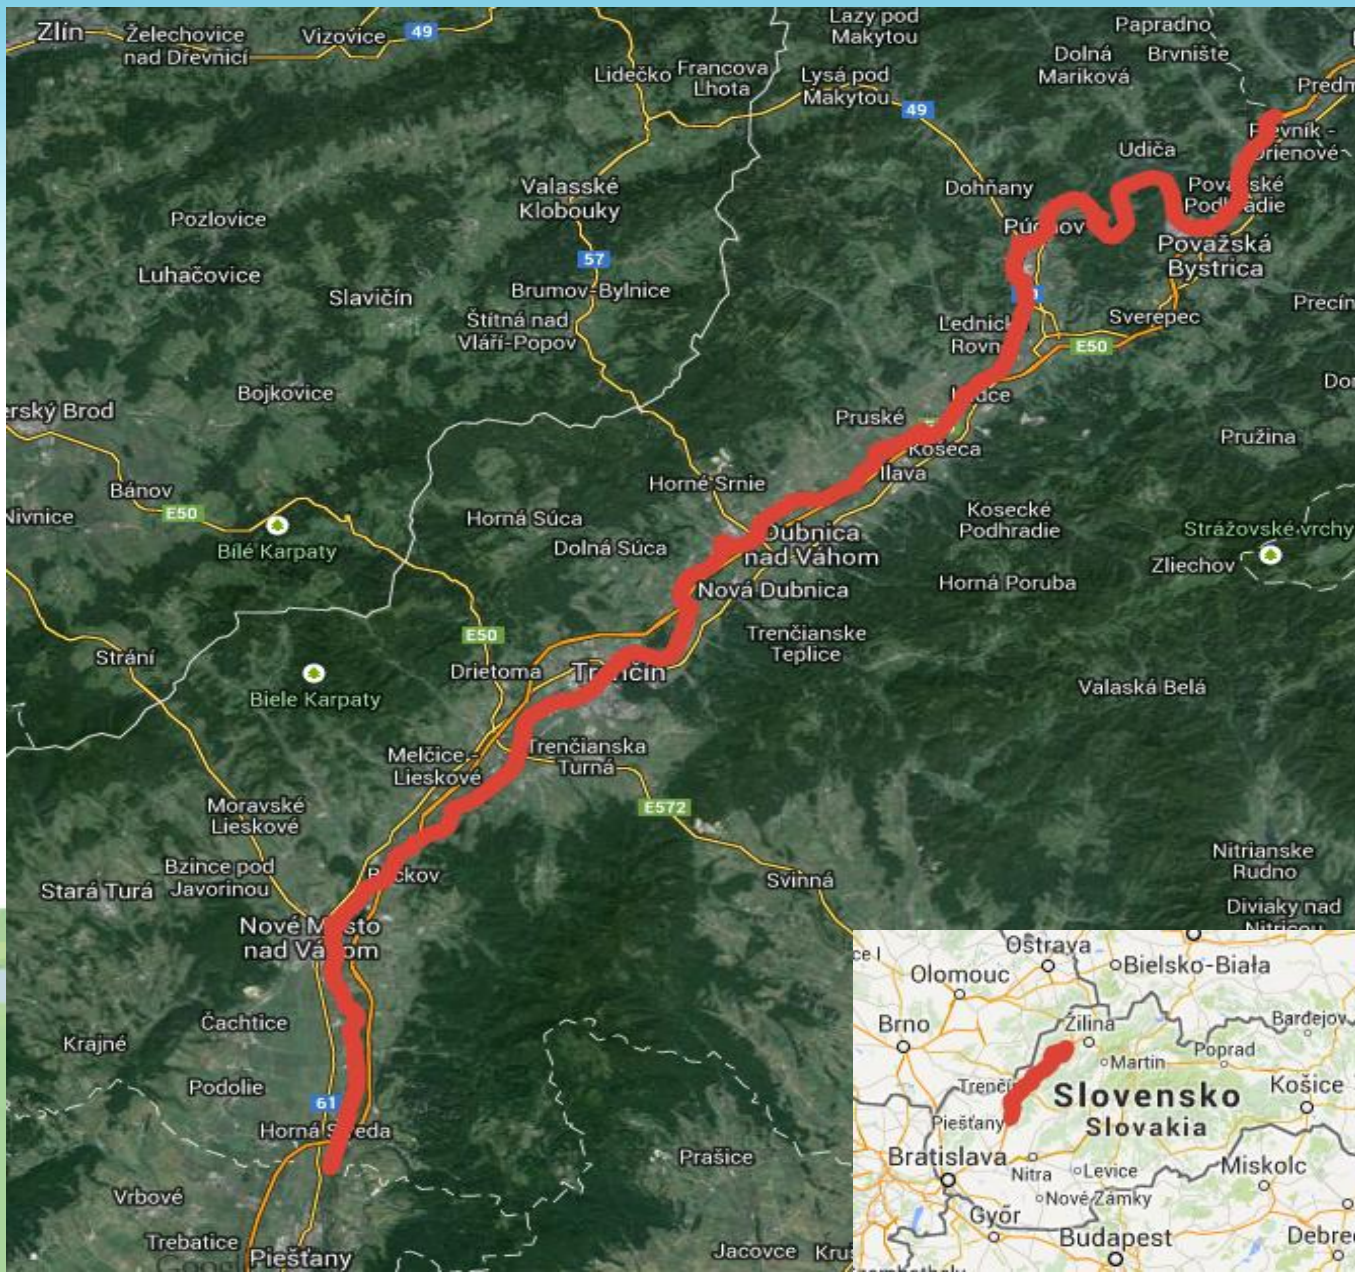 Lazy pod
Makytou
Papradno
Zlín
Želechovice
nad Dřevnicí
Vizovice
49
Dolná
Mariková
Brvnište
Lidečko
Francova
Lhota
Lysá pod
Makytou
49
Udiča
Dohňany
Valasské
Klobouky
Pozlovice
Považská
Bystrica
57
Luhačovice
Slavičín
Brumov-Bylnice
Štítná nad
Vláří-Popov
Sverepec
E50
Bojkovice
Pruské
Pružina
Koseca
Ilava
Horné Srnie
Bánov
E50
Nivnice
Bílé Karpaty
Horná Súca
Dolná Súca
Kosecké
Podhradie
Dubnica
nad Váhom
Strážovské vrchy
Zliechov
Horná Poruba
Nová Dubnica
E50
Trenčianske
Teplice
Strání
Drietoma
Biele Karpaty
Valaská Belá
Melčice-
Lieskové
Trenčianska
Turná
E572
Moravské
Lieskové
Bzince pod
Javorinou
Stará Turá
Svinná
Nitrianske
Rudno
Diviaky nad
Nové
nad
Čachtice
Krajné
Podolie
61
Horná
Prašice
Vrbové
Trebatice
Piešťany
Jacovce
Ostrava
Olomouc
Bielsko-Biała
Brno
Žilina
Bardejov
Martin
Poprad
Slovensko
Slovakia
Košice
Piešťany
Bratislava
Nitra
Levice
Miskolc
Nové Zámky
Győr
Budapest